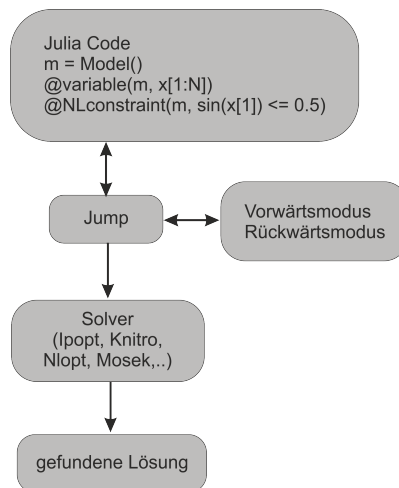 Julia Code
m = Model()
@variable(m, x[1:N])
@NLconstraint(m, sin(x[1]) <= 0.5)
Jump
Vorwärtsmodus
Rückwärtsmodus
Solver
(Ipopt, Knitro,
Nlopt, Mosek,..)
gefundene Lösung